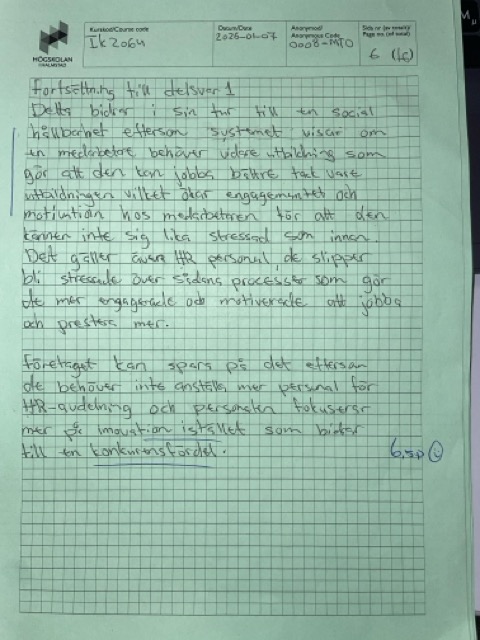 HÖGSKOLAN
I HALMSTAD
Kurskod/Course code
IK2064
Datum/Date
2026-01-07
Anonymkod/
Anonymous Code
0008-MTO
Sida nr (av totalt)/
Page no. (of total)
6 (16)
Fortsättning till delsvar 1
Detta bidrar i sin tur till en social
hållbarhet eftersom systemet visar om
en medarbetare behöver vidare utbildning som
gör att den kan jobba bättre tack vare
utbildningen vilket ökar engagementet och
motivation hos medarbetaren för att den
känner inte sig lika stressad som innan.
Det gäller även HR personal, de slipper
bli stressade över sådana processer som gör
de mer engagerade och motiverade att jobba
och prestera mer.
Företaget kan spara på det eftersom
de behöver inte anställa mer personal för
HR-avdelning och personalen fokuserar
mer på innovation istället som bidrar
till en konkurensfördel.
6,5p